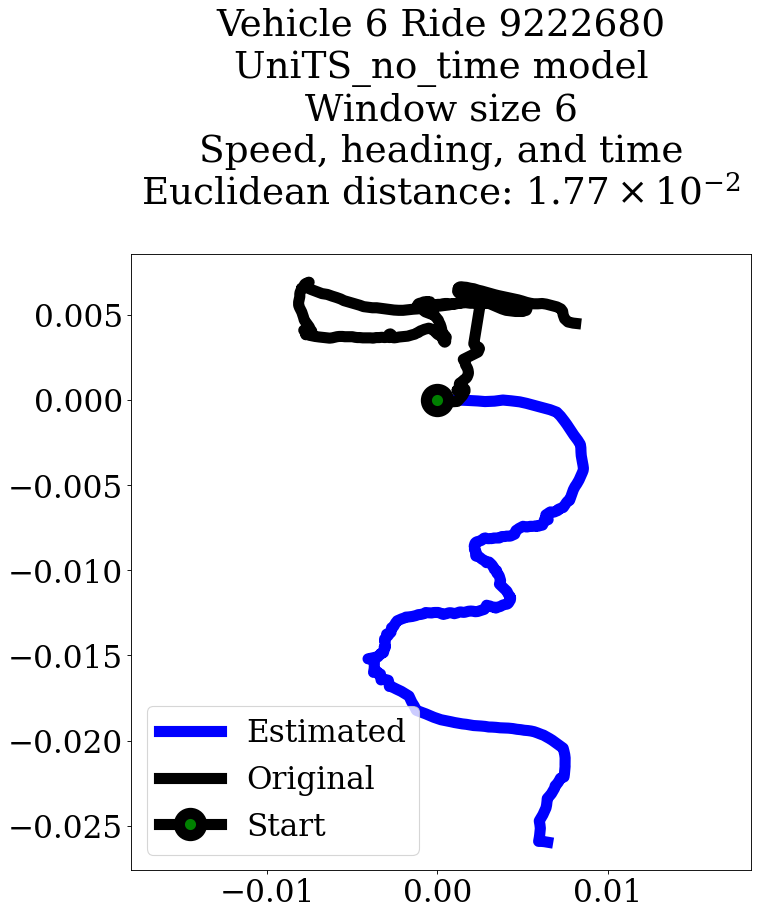 Vehicle 6 Ride 9222680
UniTS_no_time model
Window size 6
Speed, heading, and time
Euclidean distance: 1.77 × 10⁻²
0.005
0.000
−0.005
−0.010
−0.015
−0.020
−0.025
Estimated
Original
Start
−0.01
0.00
0.01